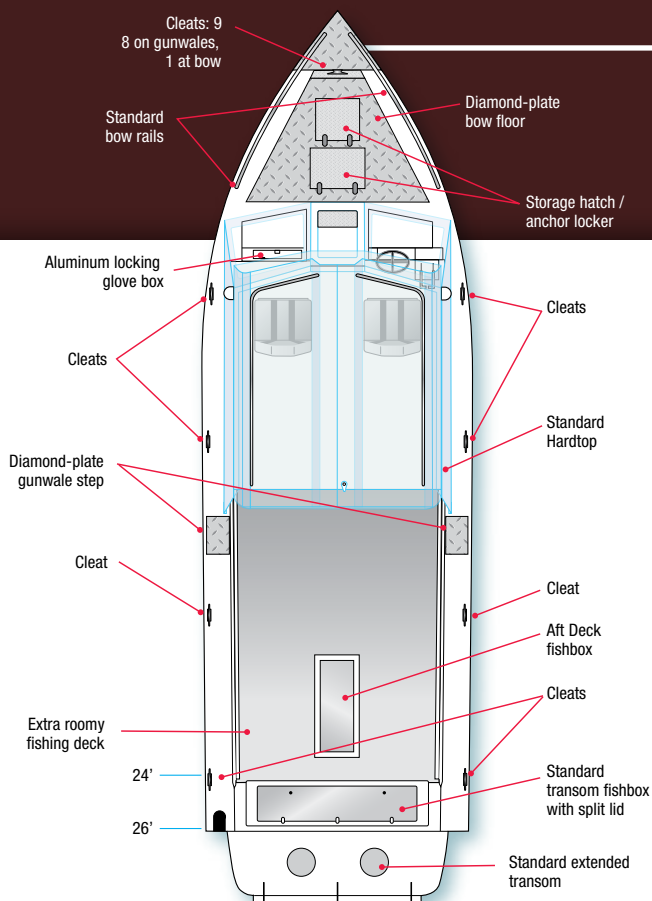 Cleats: 9
8 on gunwales,
1 at bow
Standard
bow rails
Diamond-plate
bow floor
Storage hatch /
anchor locker
Aluminum locking
glove box
Cleats
Cleats
Standard
Hardtop
Diamond-plate
gunwale step
Cleat
Cleat
Aft Deck
fishbox
Cleats
Extra roomy
fishing deck
24’
Standard
transom fishbox
with split lid
26’
Standard extended
transom